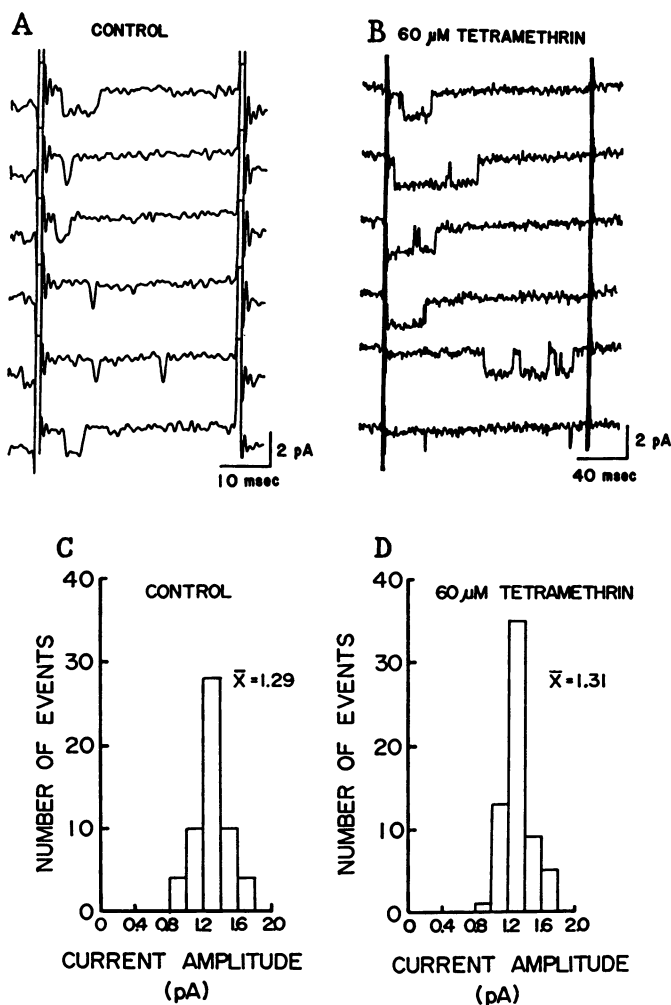 A
CONTROL
B
60 μM TETRAMETHRIN
2 pA
10 msec
2 pA
40 msec
C
CONTROL
X̄ =1.29
40
30
20
10
0
0 0.4 0.8 1.2 1.6 2.0
NUMBER OF EVENTS
CURRENT AMPLITUDE
(pA)
D
60 μM TETRAMETHRIN
X̄ =1.31
40
30
20
10
0
0 0.4 0.8 1.2 1.6 2.0
NUMBER OF EVENTS
CURRENT AMPLITUDE
(pA)